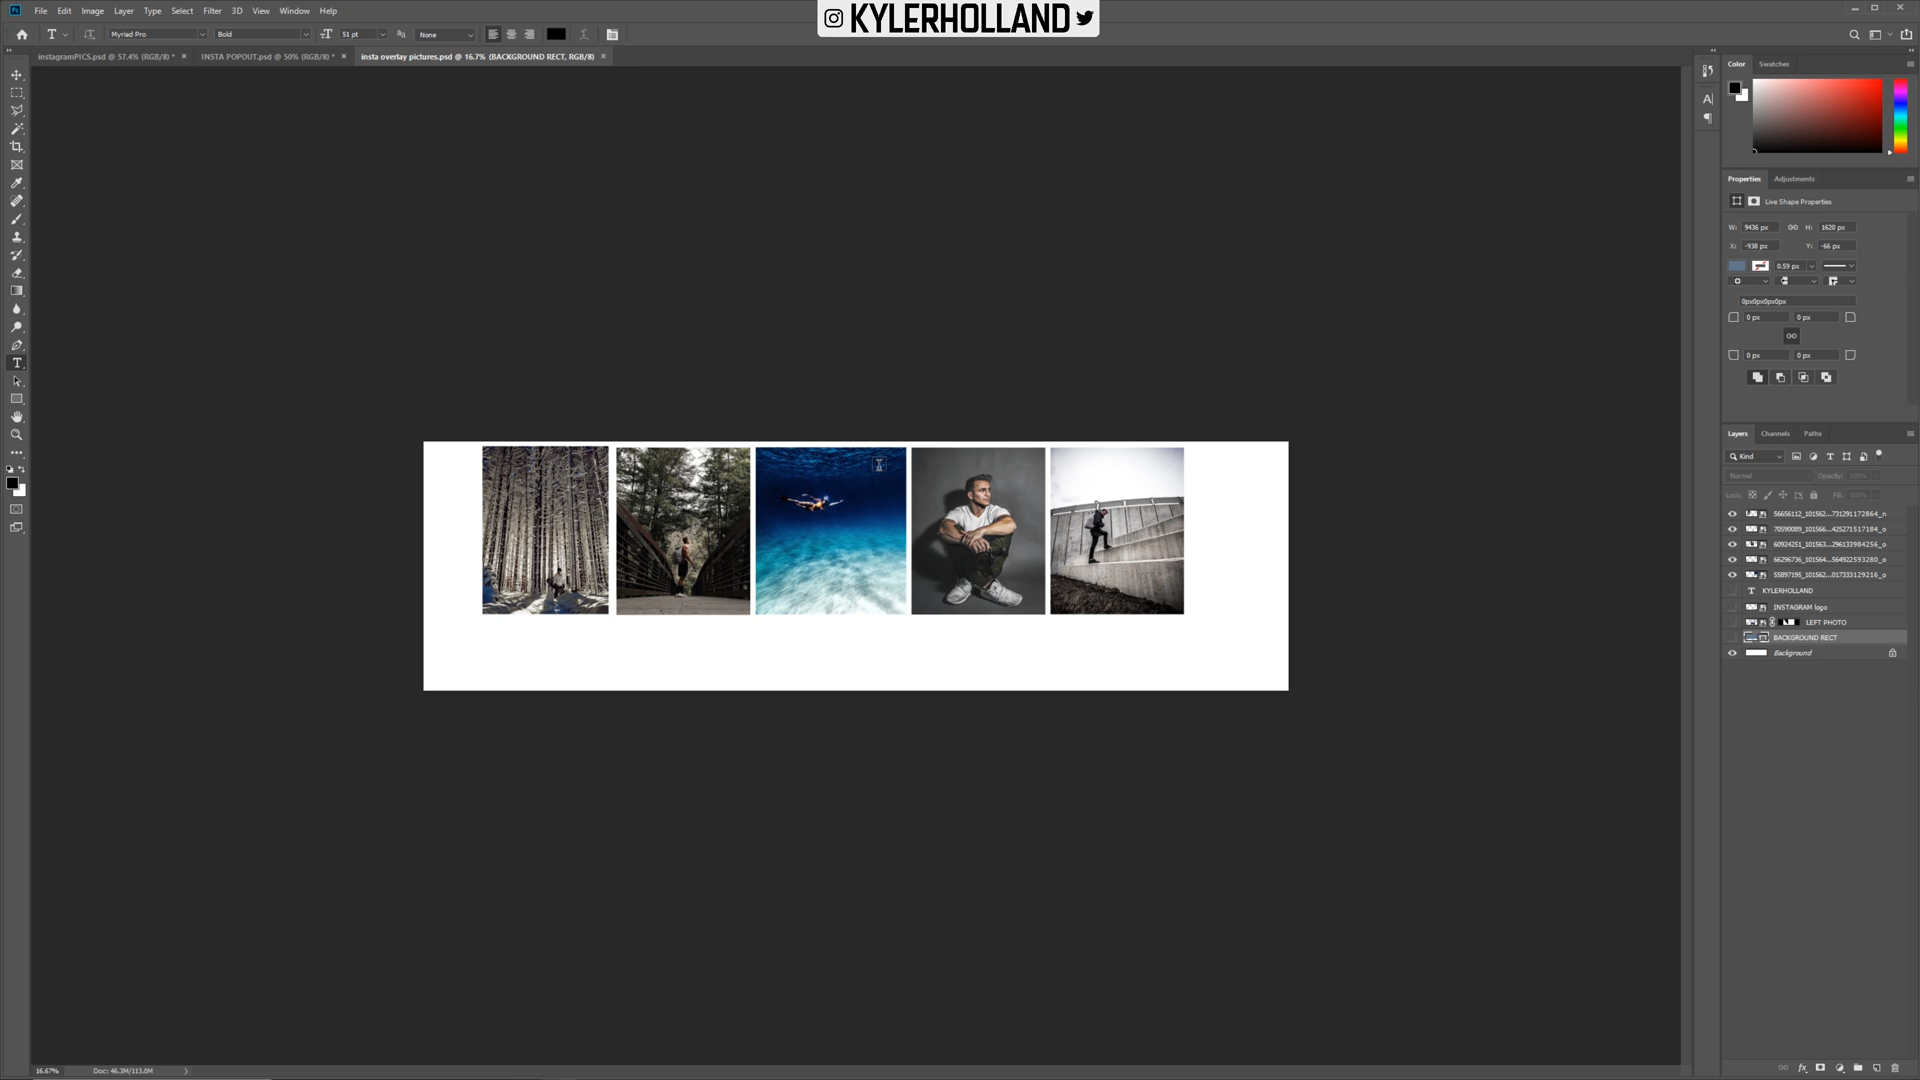 Ps File Edit Image Layer Type Select Filter 3D View Window Help
KYLERHOLLAND
T Myriad Pro Bold 51 pt None
instagramPICS.psd @ 57.4% (RGB/8) * INSTA POPOUT.psd @ 50% (RGB/8) * insta overlay pictures.psd @ 16.7% (BACKGROUND RECT, RGB/8)
Color Swatches
Properties Adjustments
Live Shape Properties
W: 9436 px H: 1620 px
X: -938 px Y: -66 px
0.59 px
0px0px0px0px
0 px 0 px
0 px 0 px
Layers Channels Paths
Kind
Normal Opacity: 100%
Lock: Fill: 100%
56656112_101562...731291172864_n
70590089_101566...425271517184_o
60924251_101563...296133984256_o
66296736_101564...564922593280_o
55897195_101562...017333129216_o
T KYLERHOLLAND
INSTAGRAM logo
LEFT PHOTO
BACKGROUND RECT
Background
16.67% Doc: 46.3M/113.0M